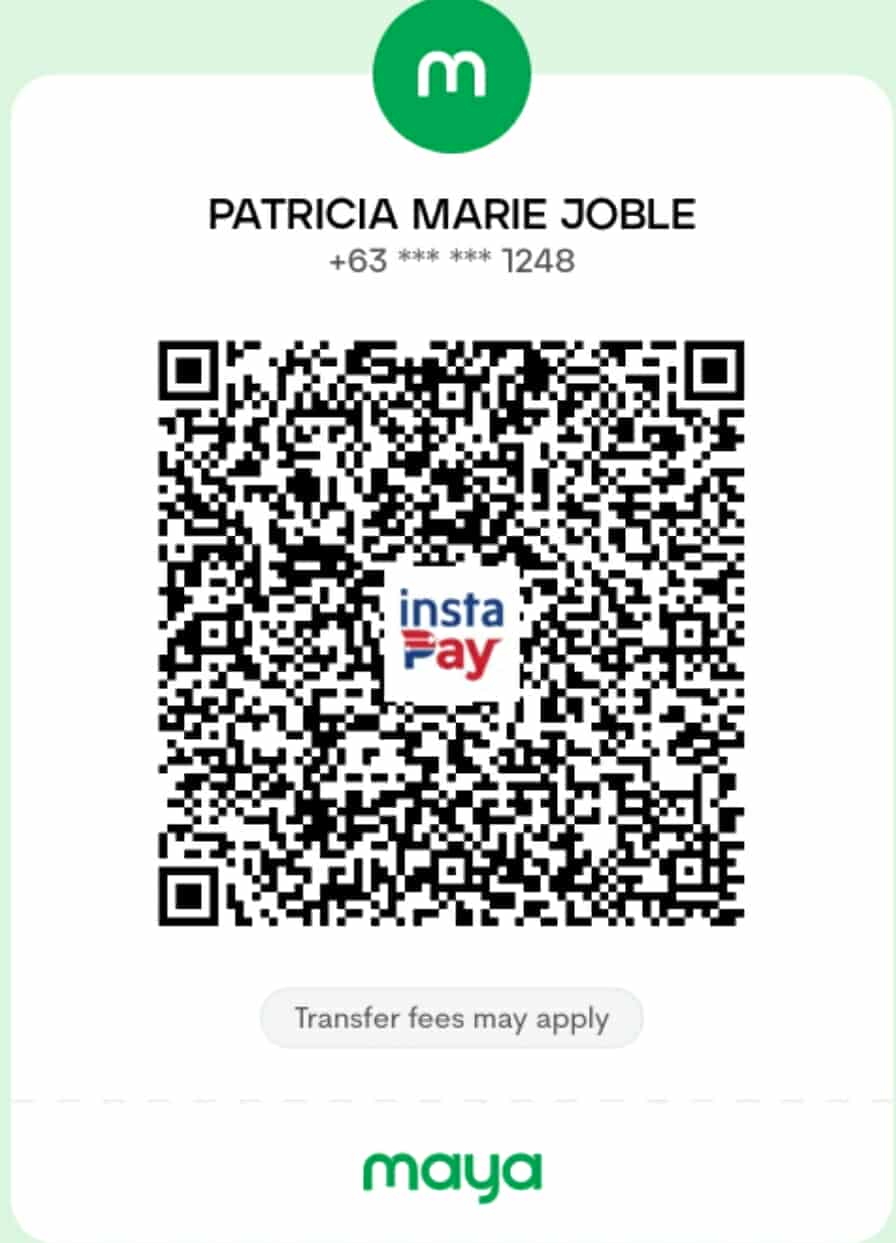 m
PATRICIA MARIE JOBLE
+63 *** *** 1248
insta
Pay
Transfer fees may apply
maya